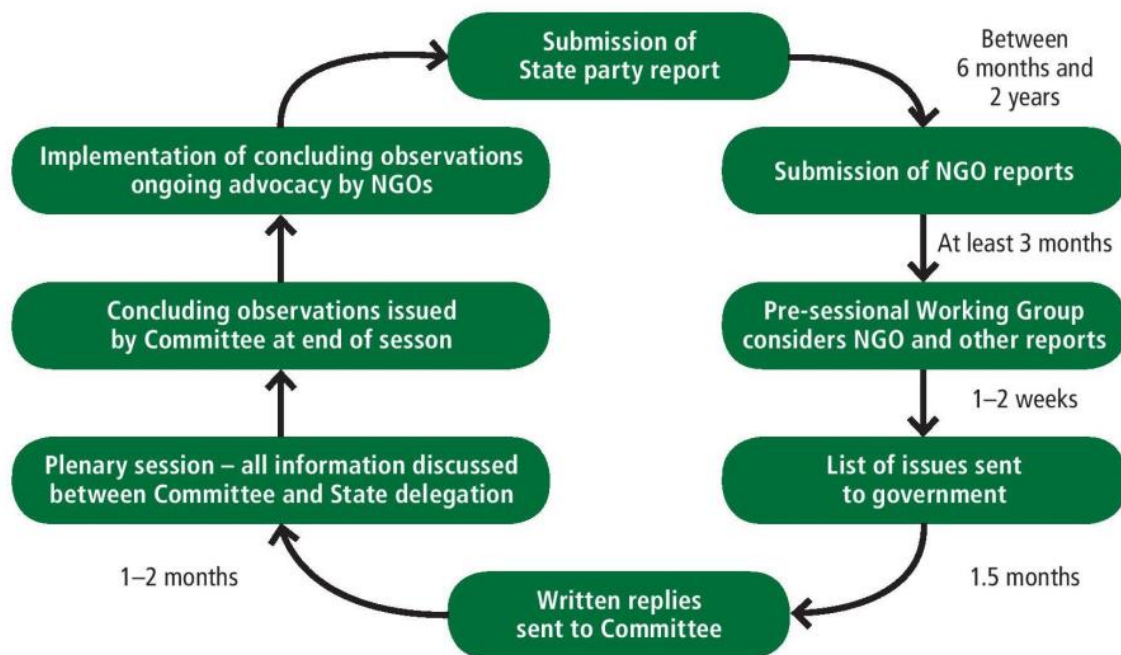 Submission of
State party report
Between
6 months and
2 years
Submission of NGO reports
At least 3 months
Pre-sessional Working Group
considers NGO and other reports
1–2 weeks
List of issues sent
to government
1.5 months
Written replies
sent to Committee
1–2 months
Plenary session – all information discussed
between Committee and State delegation
Concluding observations issued
by Committee at end of sesson
Implementation of concluding observations
ongoing advocacy by NGOs